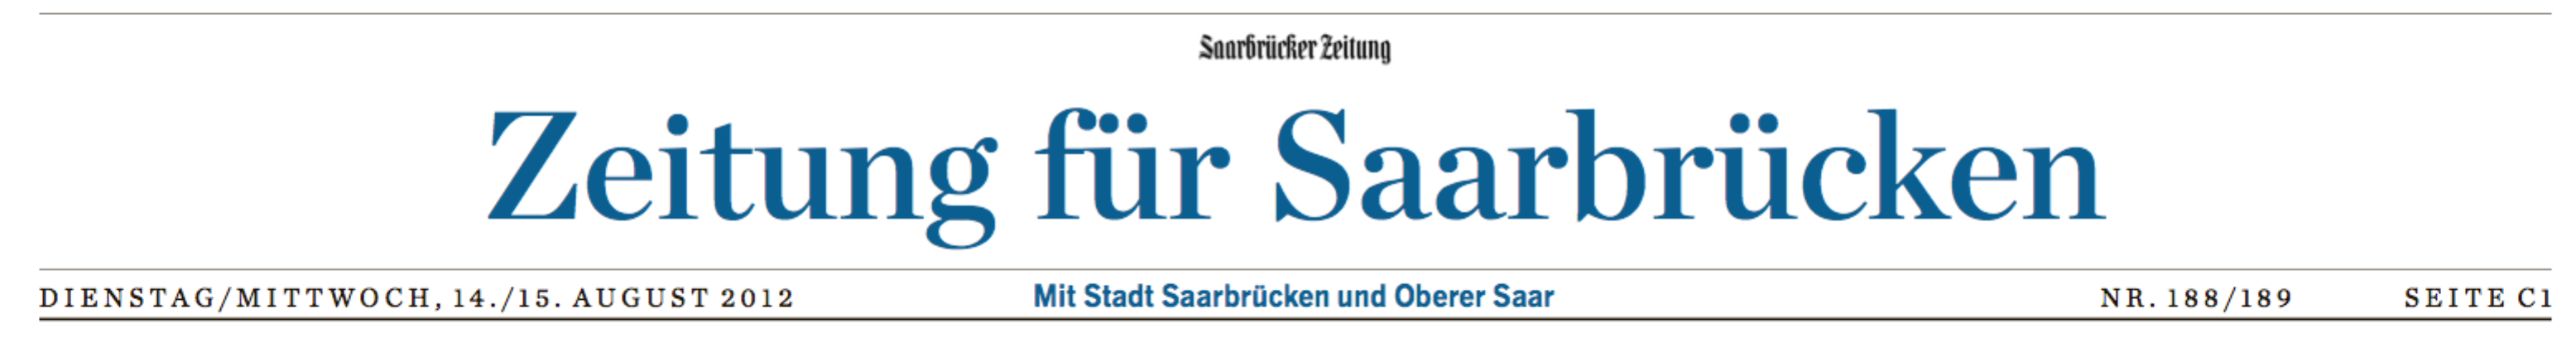 Saarbrücker Zeitung
Zeitung für Saarbrücken
DIENSTAG/MITTWOCH, 14./15. AUGUST 2012 Mit Stadt Saarbrücken und Oberer Saar NR. 188/189 SEITE C1